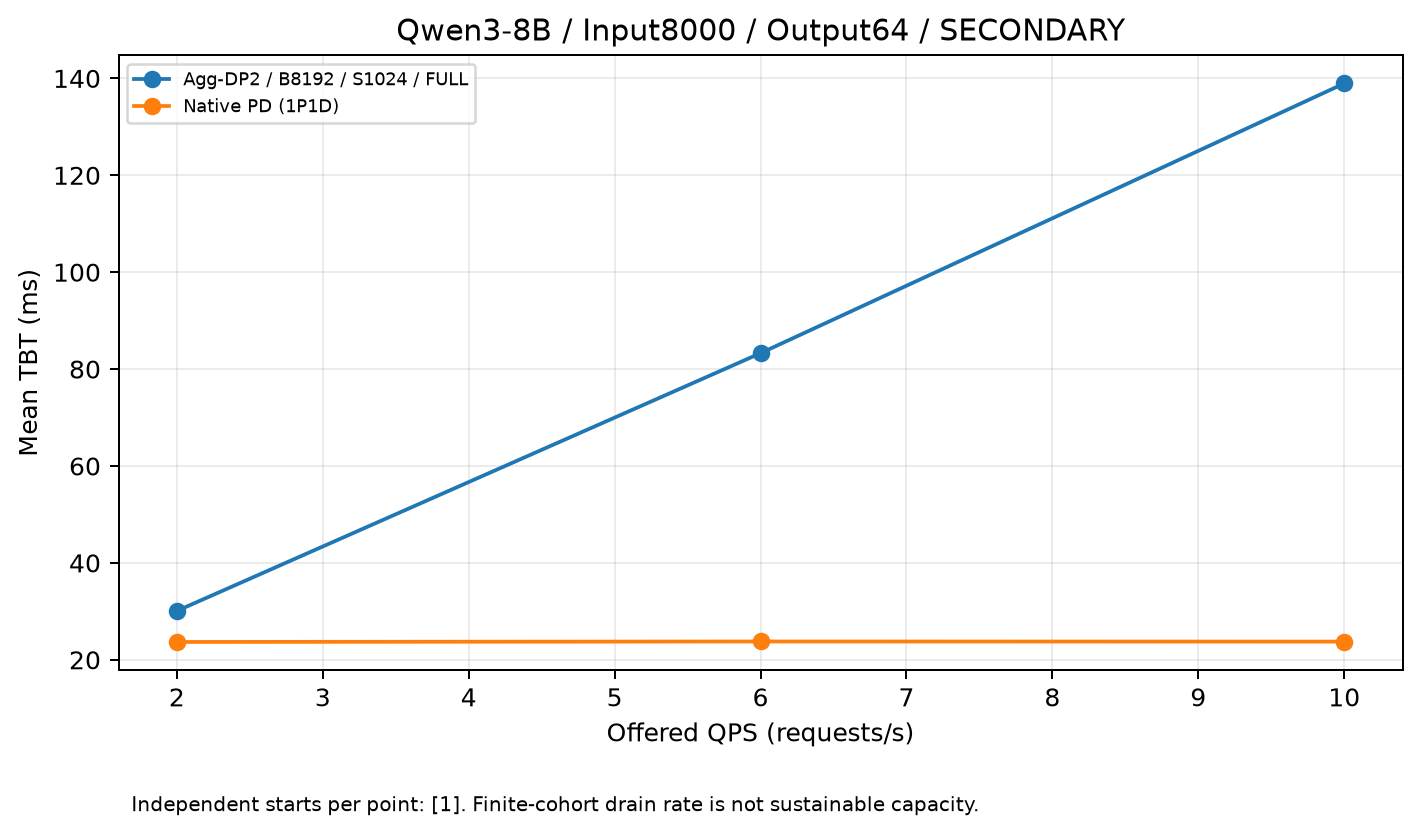 Qwen3-8B / Input8000 / Output64 / SECONDARY
Agg-DP2 / B8192 / S1024 / FULL
Native PD (1P1D)
Mean TBT (ms)
140
120
100
80
60
40
20
2 3 4 5 6 7 8 9 10
Offered QPS (requests/s)
Independent starts per point: [1]. Finite-cohort drain rate is not sustainable capacity.